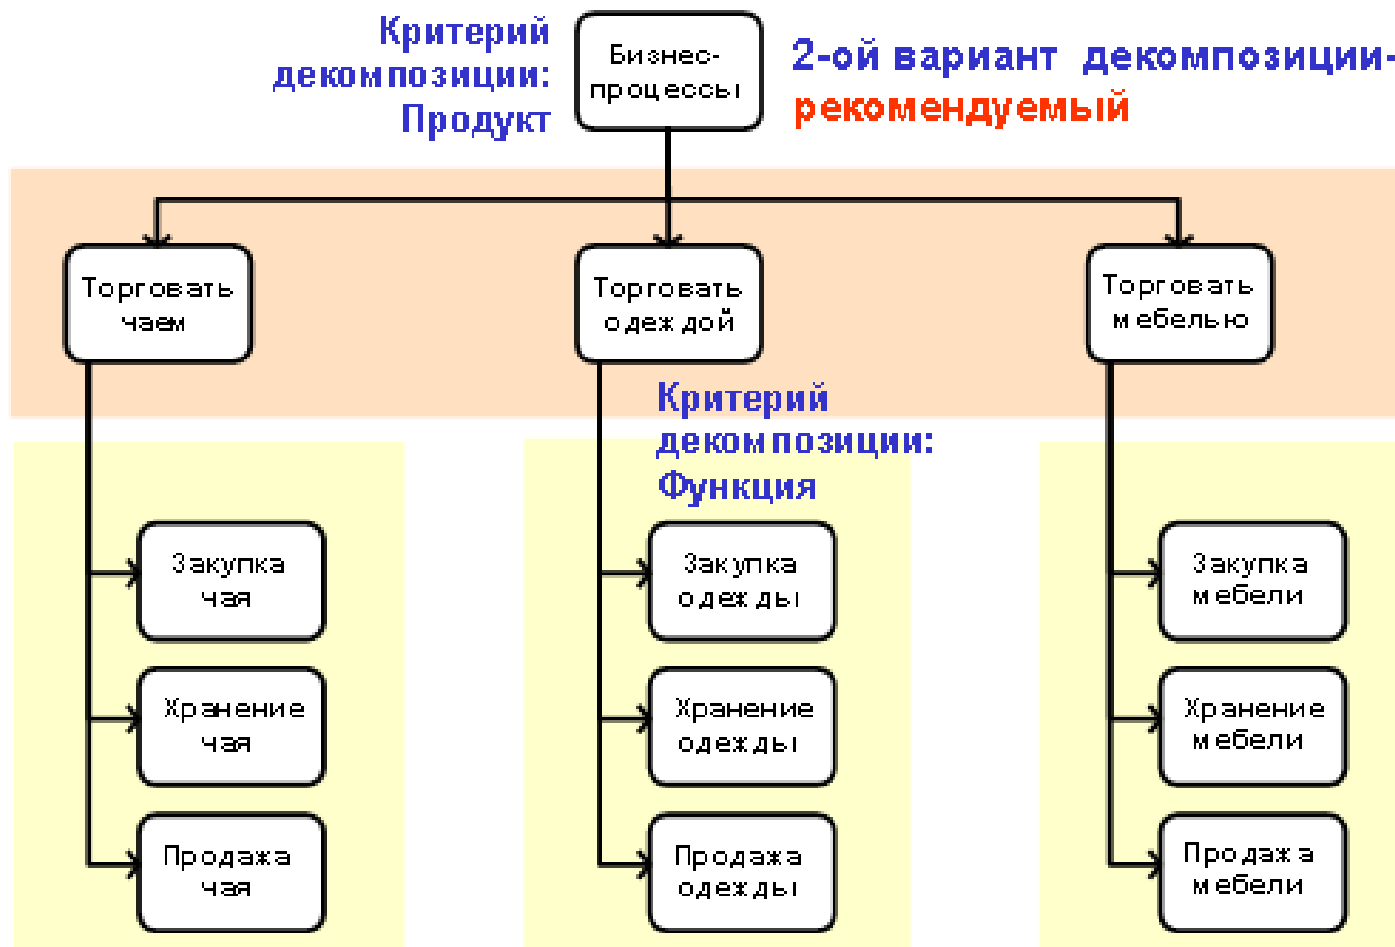 Критерий
декомпозиции:
Продукт
Бизнес-
процессы
2-ой вариант декомпозиции-
рекомендуемый
Торговать
чаем
Торговать
одеждой
Торговать
мебелью
Критерий
декомпозиции:
Функция
Закупка
чая
Хранение
чая
Продажа
чая
Закупка
одежды
Хранение
одежды
Продажа
одежды
Закупка
мебели
Хранение
мебели
Продажа
мебели